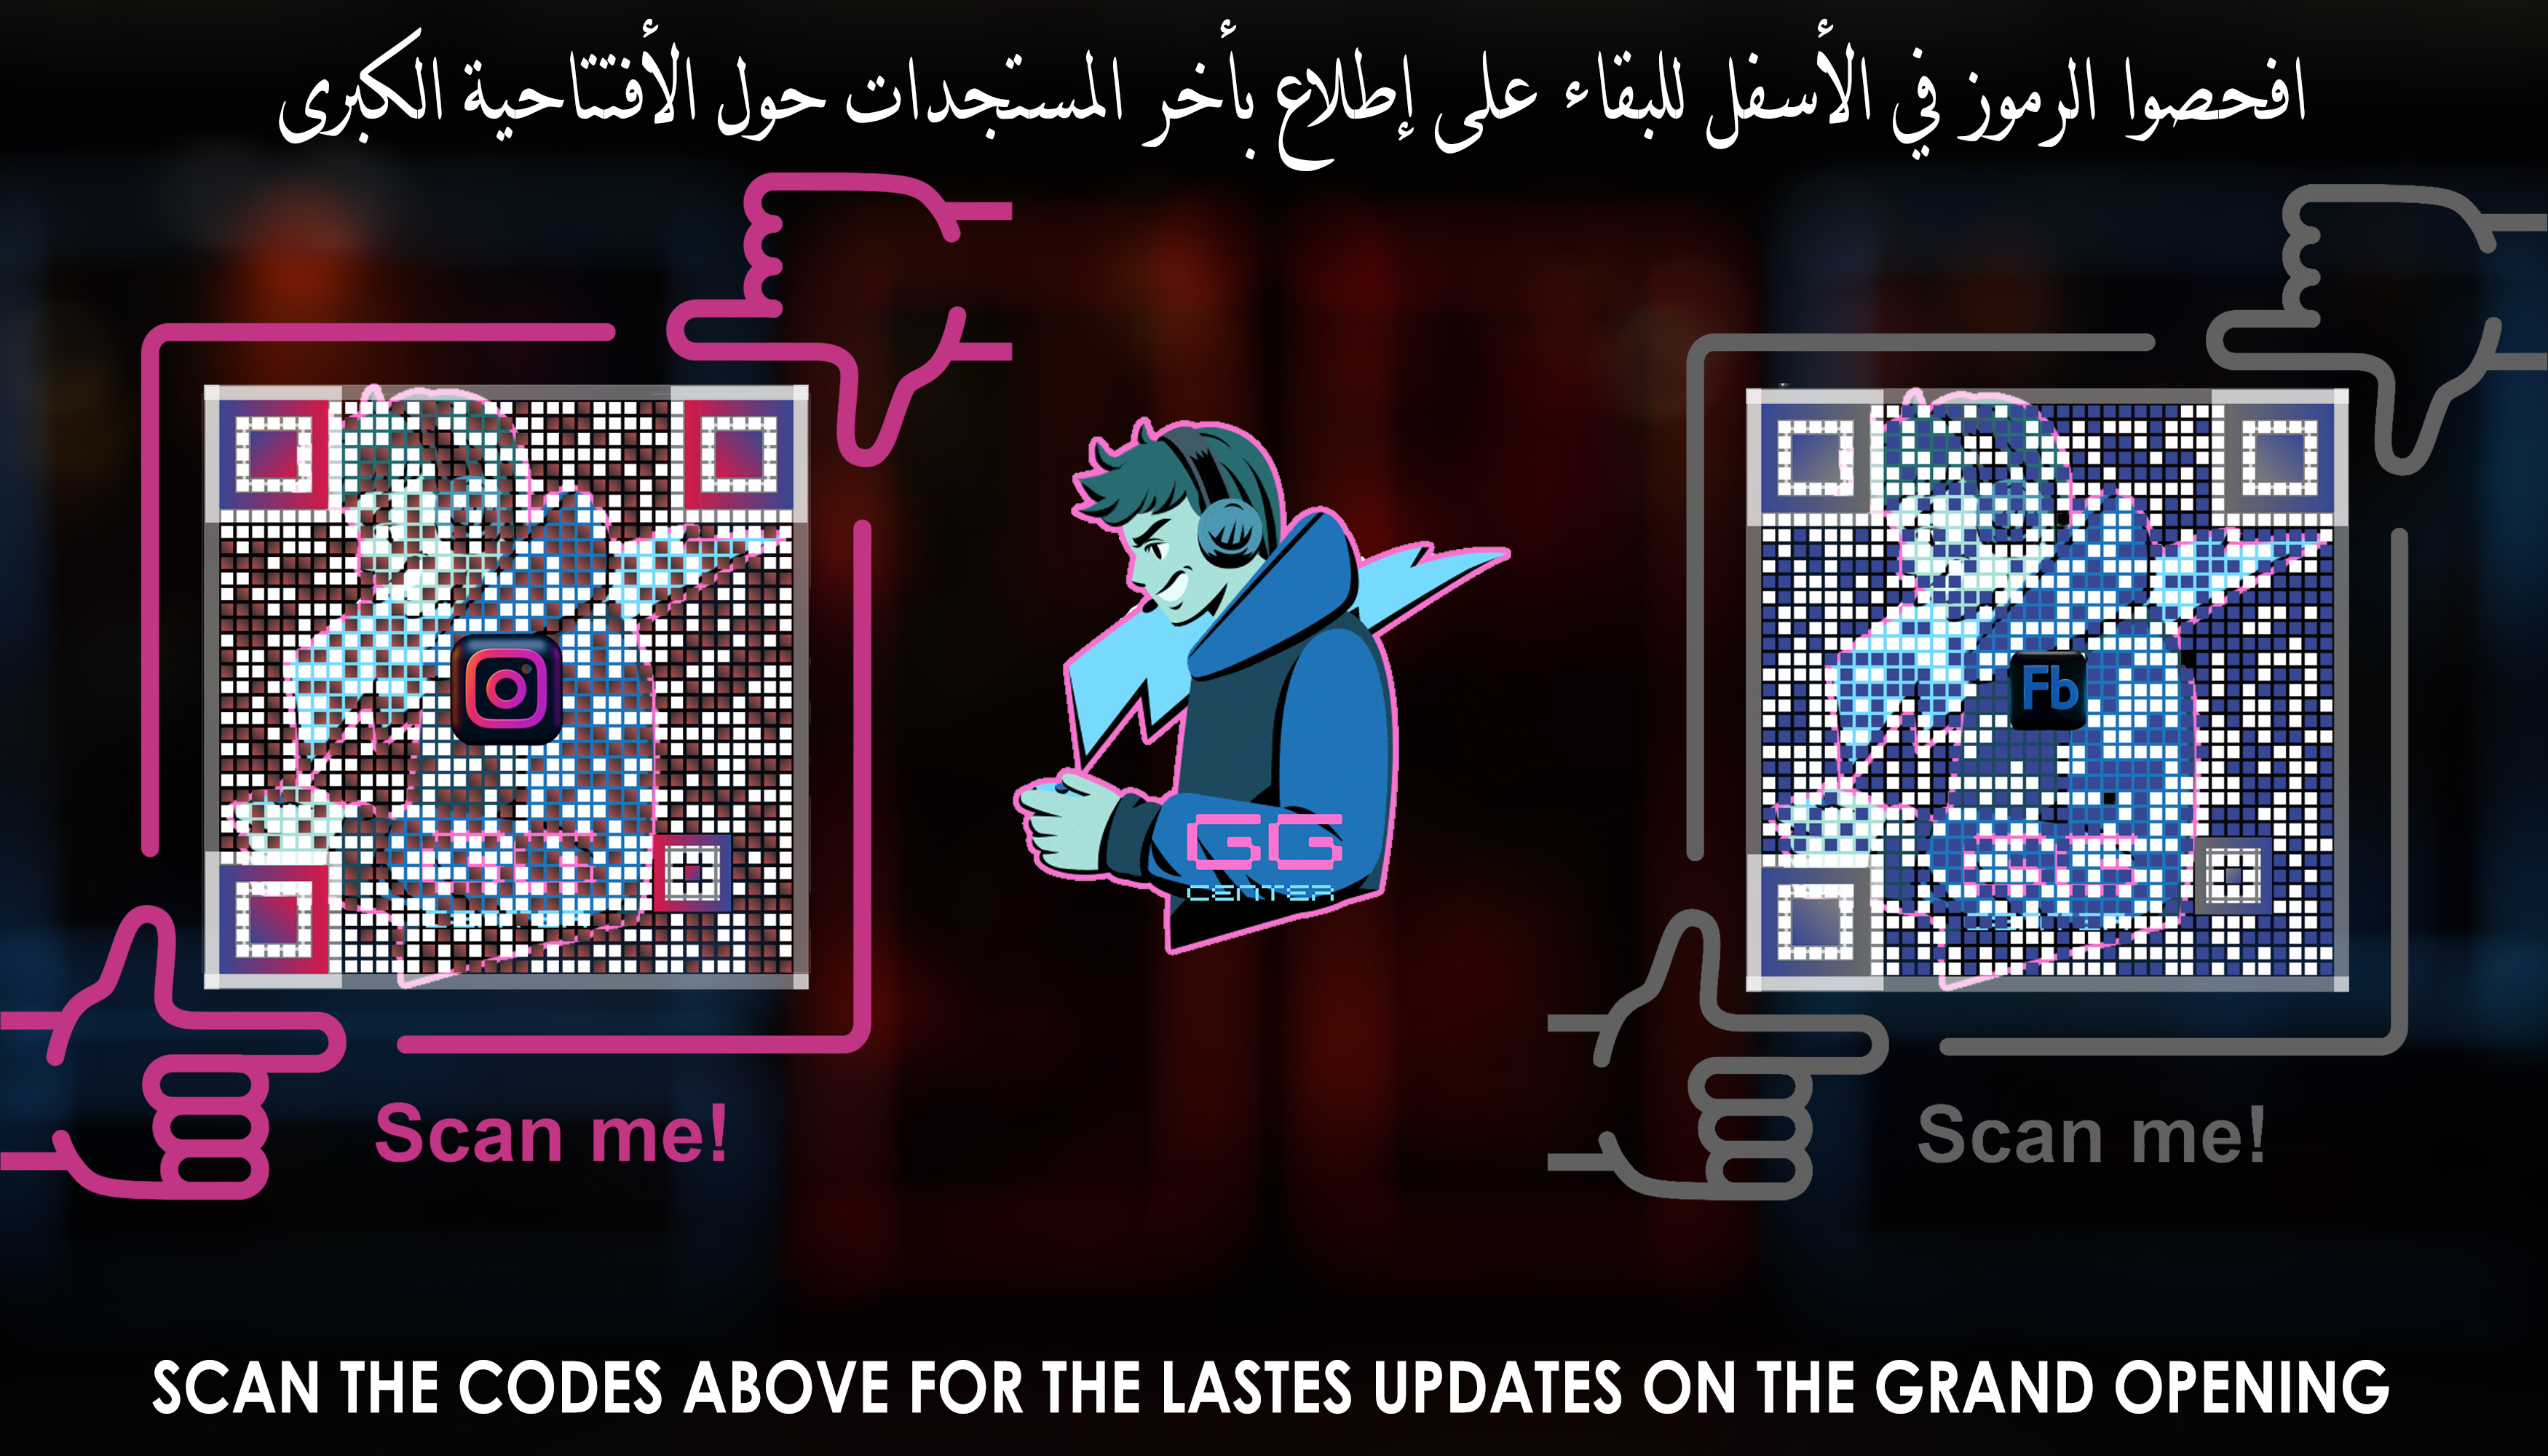 افحصوا الرموز في الأسفل للبقاء على إطلاع بأخر المستجدات حول الأفتتاحية الكبرى
Fb
GG
CENTER
Scan me!
Scan me!
SCAN THE CODES ABOVE FOR THE LASTES UPDATES ON THE GRAND OPENING